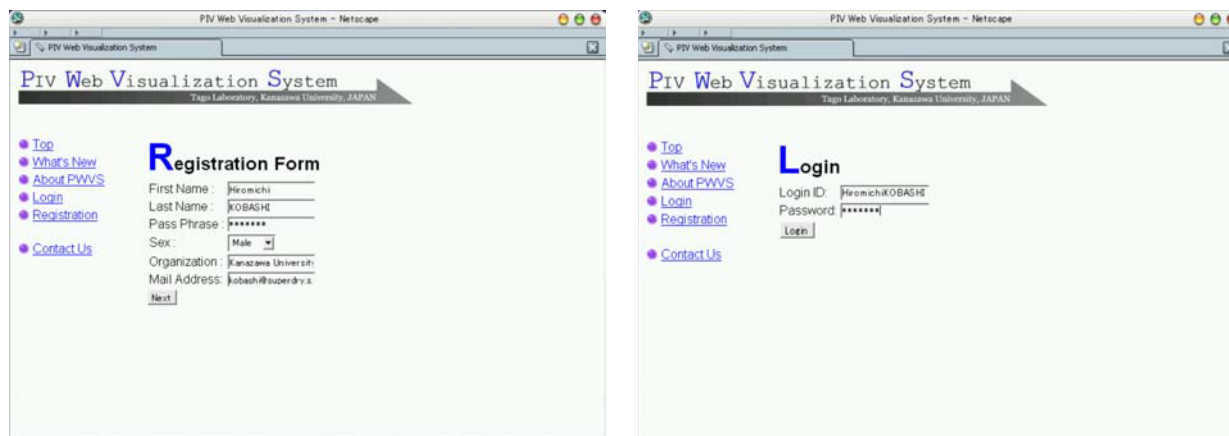 PIV Web Visualization System - Netscape
PIV Web Visualization System
PIV Web Visualization System
Tago Laboratory, Kanazawa University, JAPAN
Top
What's New
About PWVS
Login
Registration
Contact Us
Registration Form
First Name : Hiromichi
Last Name : KOBASHI
Pass Phrase : *******
Sex : Male
Organization : Kanazawa Universit
Mail Address: kobashi@superdry.s.
Next
PIV Web Visualization System - Netscape
PIV Web Visualization System
PIV Web Visualization System
Tago Laboratory, Kanazawa University, JAPAN
Top
What's New
About PWVS
Login
Registration
Contact Us
Login
Login ID: HiromichiKOBASHI
Password: *******
Login